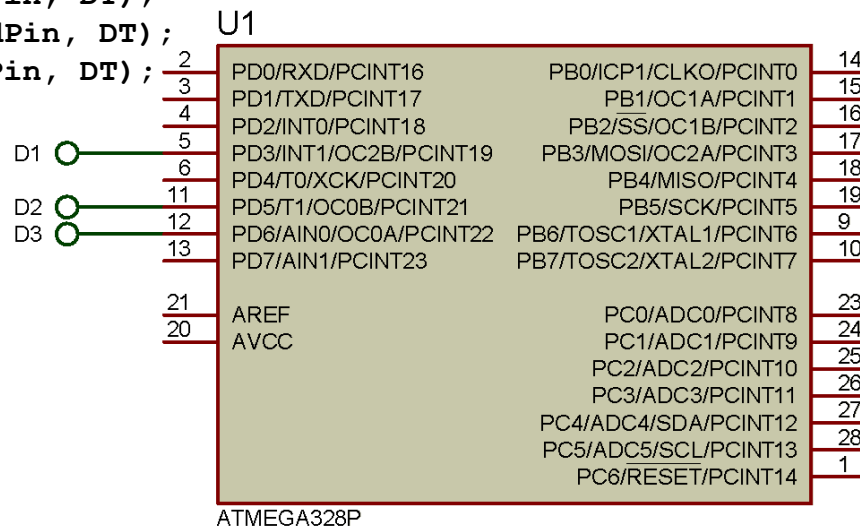 Pin, DT);
lPin, DT);
Pin, DT);
U1
2 PD0/RXD/PCINT16 PB0/ICP1/CLKO/PCINT0 14
3 PD1/TXD/PCINT17 PB1/OC1A/PCINT1 15
4 PD2/INT0/PCINT18 PB2/SS/OC1B/PCINT2 16
D1 5 PD3/INT1/OC2B/PCINT19 PB3/MOSI/OC2A/PCINT3 17
6 PD4/T0/XCK/PCINT20 PB4/MISO/PCINT4 18
D2 11 PD5/T1/OC0B/PCINT21 PB5/SCK/PCINT5 19
D3 12 PD6/AIN0/OC0A/PCINT22 PB6/TOSC1/XTAL1/PCINT6 9
13 PD7/AIN1/PCINT23 PB7/TOSC2/XTAL2/PCINT7 10
21 AREF PC0/ADC0/PCINT8 23
20 AVCC PC1/ADC1/PCINT9 24
PC2/ADC2/PCINT10 25
PC3/ADC3/PCINT11 26
PC4/ADC4/SDA/PCINT12 27
PC5/ADC5/SCL/PCINT13 28
PC6/RESET/PCINT14 1
ATMEGA328P